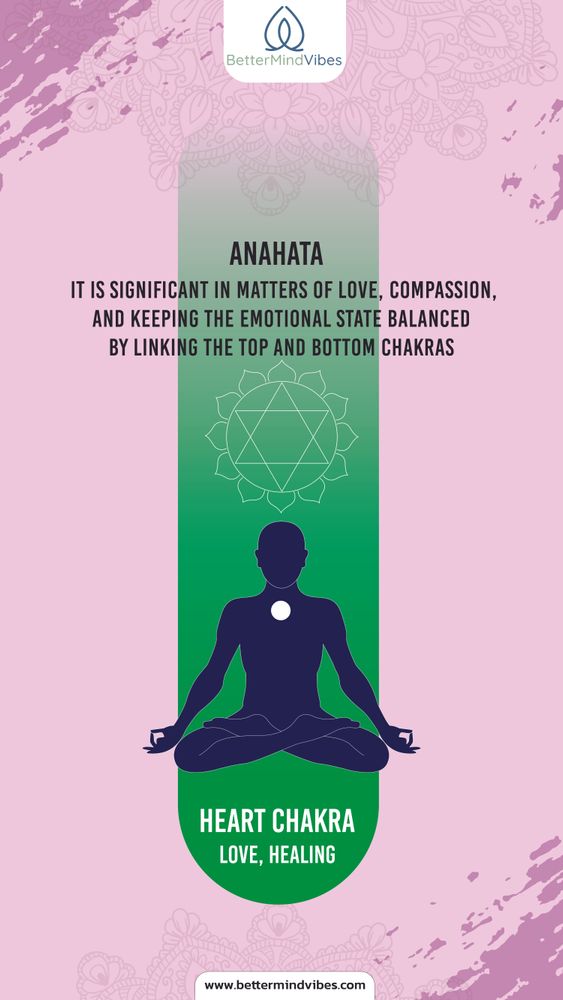 BetterMindVibes
ANAHATA
IT IS SIGNIFICANT IN MATTERS OF LOVE, COMPASSION,
AND KEEPING THE EMOTIONAL STATE BALANCED
BY LINKING THE TOP AND BOTTOM CHAKRAS
HEART CHAKRA
LOVE, HEALING
www.bettermindvibes.com